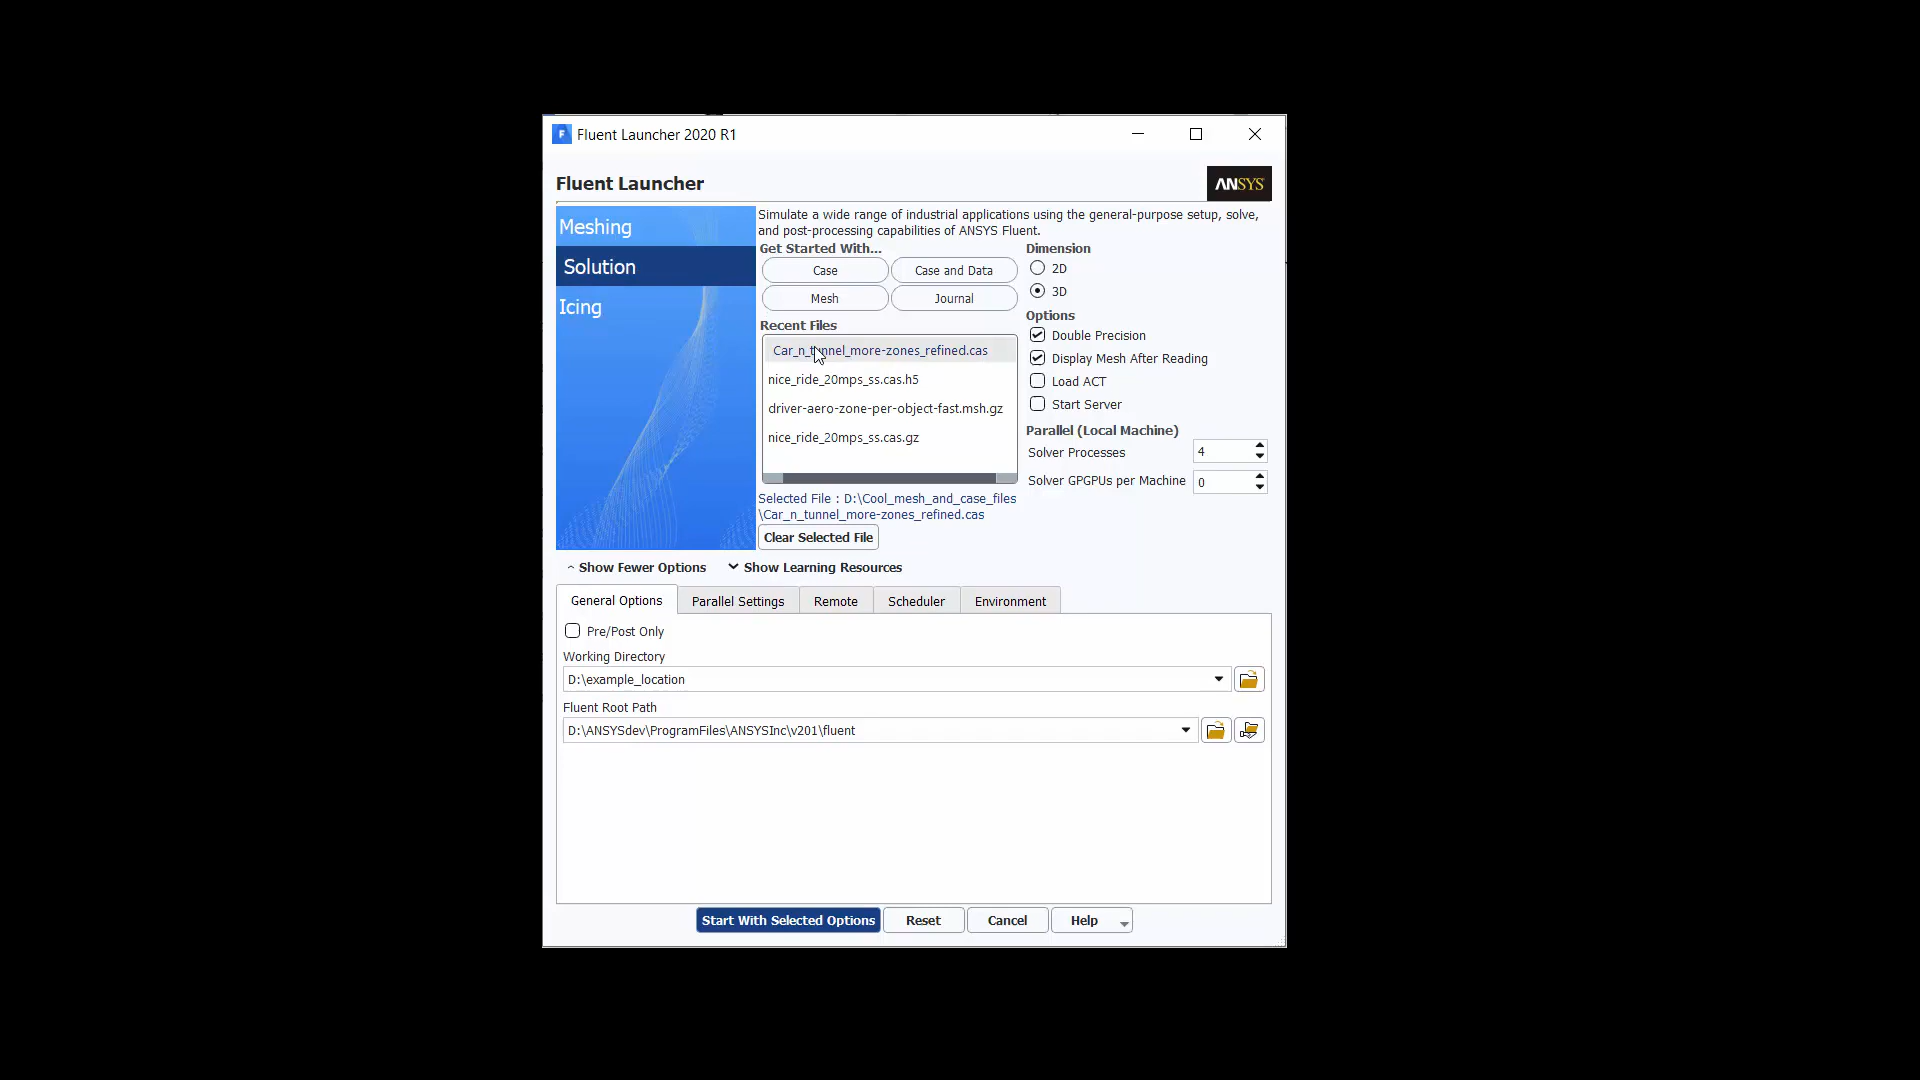 Fluent Launcher 2020 R1
Fluent Launcher
ANSYS
Meshing
Solution
Icing
Simulate a wide range of industrial applications using the general-purpose setup, solve,
and post-processing capabilities of ANSYS Fluent.
Get Started With...
Case
Case and Data
Mesh
Journal
Recent Files
Car_n_tunnel_more-zones_refined.cas
nice_ride_20mps_ss.cas.h5
driver-aero-zone-per-object-fast.msh.gz
nice_ride_20mps_ss.cas.gz
Selected File : D:\Cool_mesh_and_case_files
\Car_n_tunnel_more-zones_refined.cas
Clear Selected File
Dimension
2D
3D
Options
Double Precision
Display Mesh After Reading
Load ACT
Start Server
Parallel (Local Machine)
Solver Processes
4
Solver GPGPUs per Machine
0
Show Fewer Options
Show Learning Resources
General Options
Parallel Settings
Remote
Scheduler
Environment
Pre/Post Only
Working Directory
D:\example_location
Fluent Root Path
D:\ANSYSdev\ProgramFiles\ANSYSInc\v201\fluent
Start With Selected Options
Reset
Cancel
Help